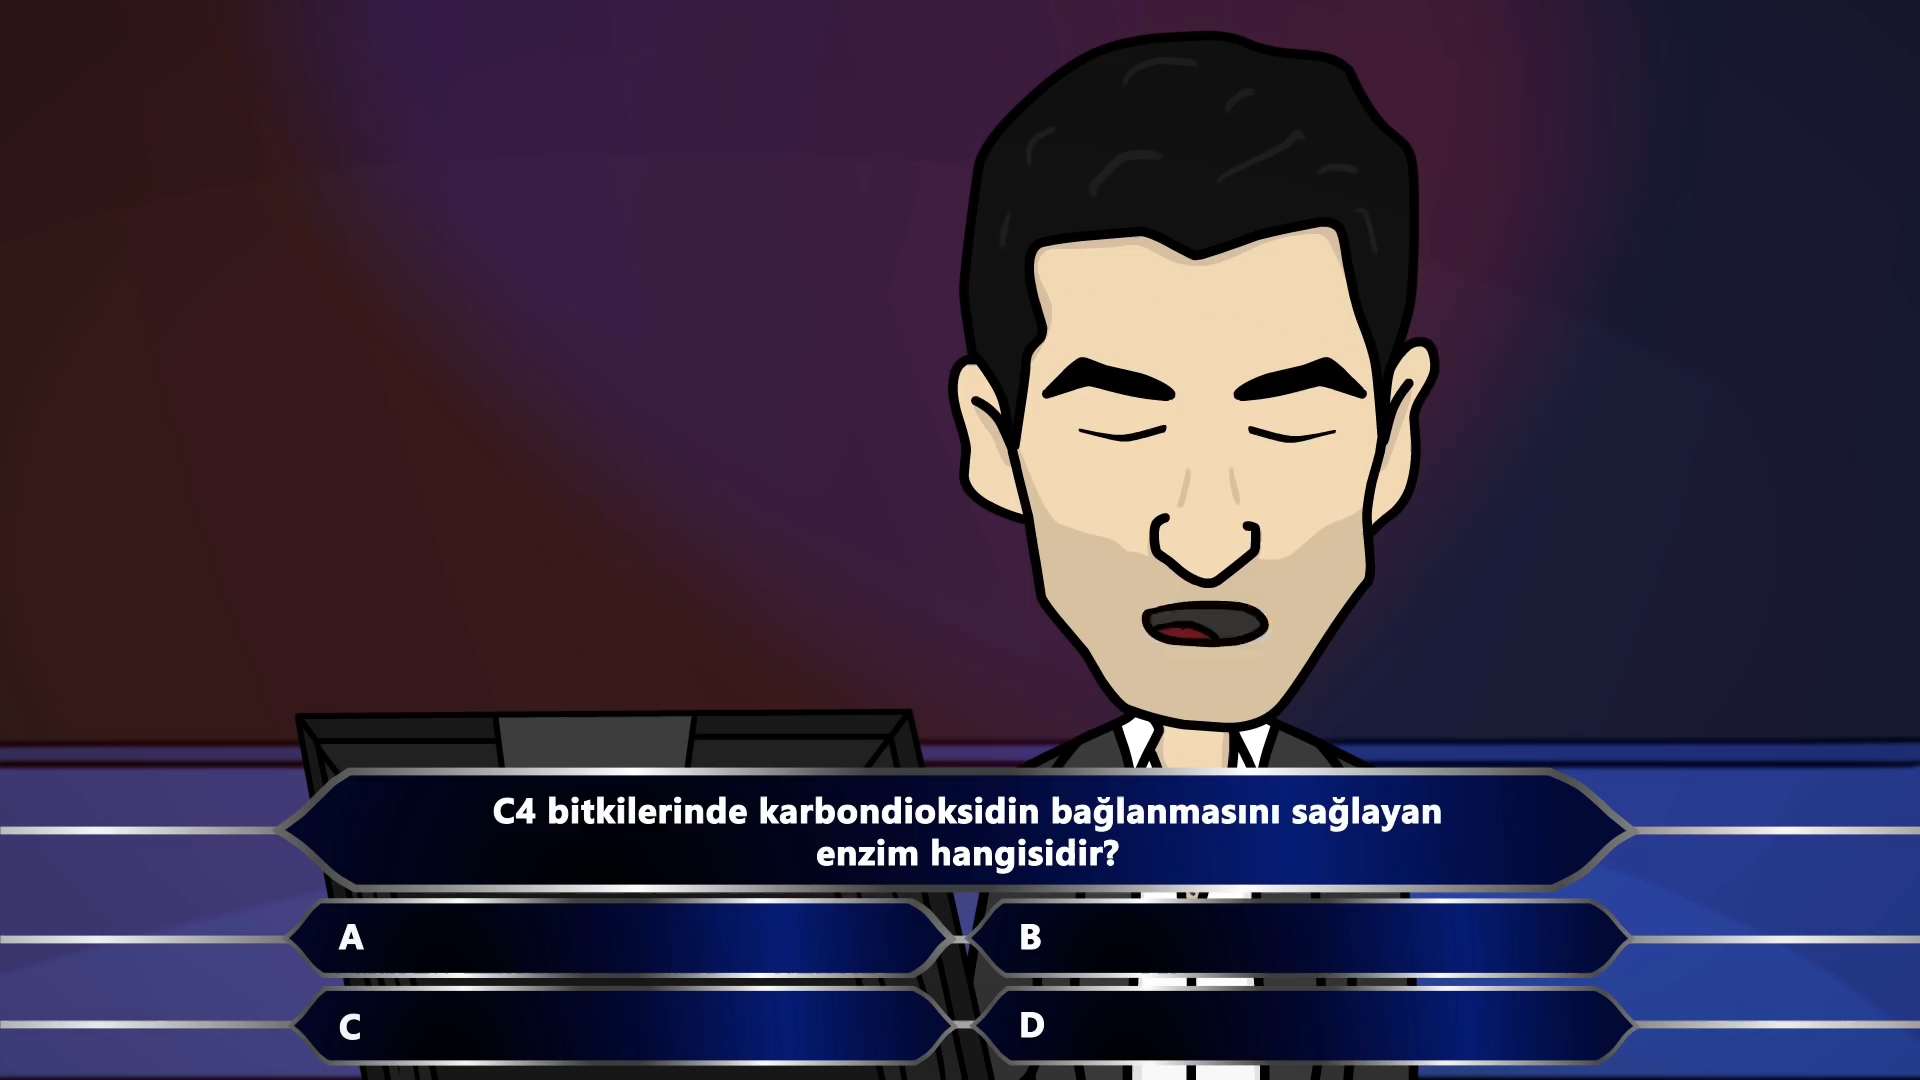 C4 bitkilerinde karbondioksidin bağlanmasını sağlayan
enzim hangisidir?
A
B
C
D